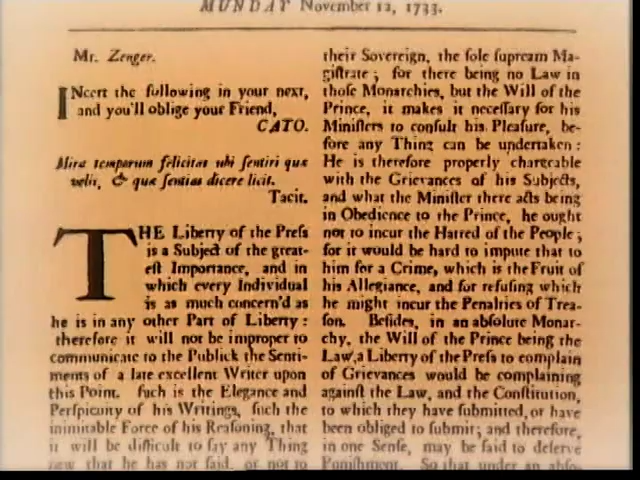 MUNDAY November 12, 1733.
Mr. Zenger.
INcert the following in your next,
and you'll oblige your Friend,
CATO.
Mira temporum felicitas ubi sentiri quæ
velis, & quæ sentias dicere licit.
Tacit.
THE Liberty of the Preſs
is a Subject of the great-
eſt Importance, and in
which every Individual
is as much concern'd as
he is in any other Part of Liberty :
therefore it will not be improper to
communicate to the Publick the Senti-
ments of a late excellent Writer upon
this Point. ſuch is the Elegance and
Perſpicuity of his Writings, ſuch the
inimitable Force of his Reaſoning, that
it will be difficult to ſay any Thing
new that he has not ſaid, or not to
their Sovereign, the ſole ſupream Ma-
giſtrate ; for there being no Law in
thoſe Monarchies, but the Will of the
Prince, it makes it neceſſary for his
Miniſters to conſult his Pleaſure, be-
fore any Thing can be undertaken :
He is therefore properly chargeable
with the Grievances of his Subjects,
and what the Miniſter there acts being
in Obedience to the Prince, he ought
not to incur the Hatred of the People ;
for it would be hard to impute that to
him for a Crime, which is the Fruit of
his Allegiance, and for refuſing which
he might incur the Penalties of Trea-
ſon. Beſides, in an abſolute Monar-
chy, the Will of the Prince being the
Law, a Liberty of the Preſs to complain
of Grievances would be complaining
againſt the Law, and the Conſtitution,
to which they have ſubmitted, or have
been obliged to ſubmit; and therefore,
in one Senſe, may be ſaid to deſerve
Puniſhment. So that under an abſo-